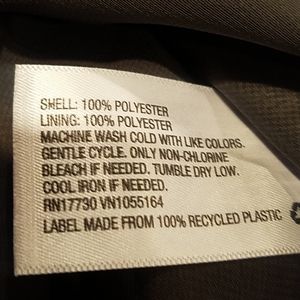 SHELL: 100% POLYESTER
LINING: 100% POLYESTER
MACHINE WASH COLD WITH LIKE COLORS.
GENTLE CYCLE. ONLY NON-CHLORINE
BLEACH IF NEEDED. TUMBLE DRY LOW.
COOL IRON IF NEEDED.
RN17730 VN1055164
LABEL MADE FROM 100% RECYCLED PLASTIC